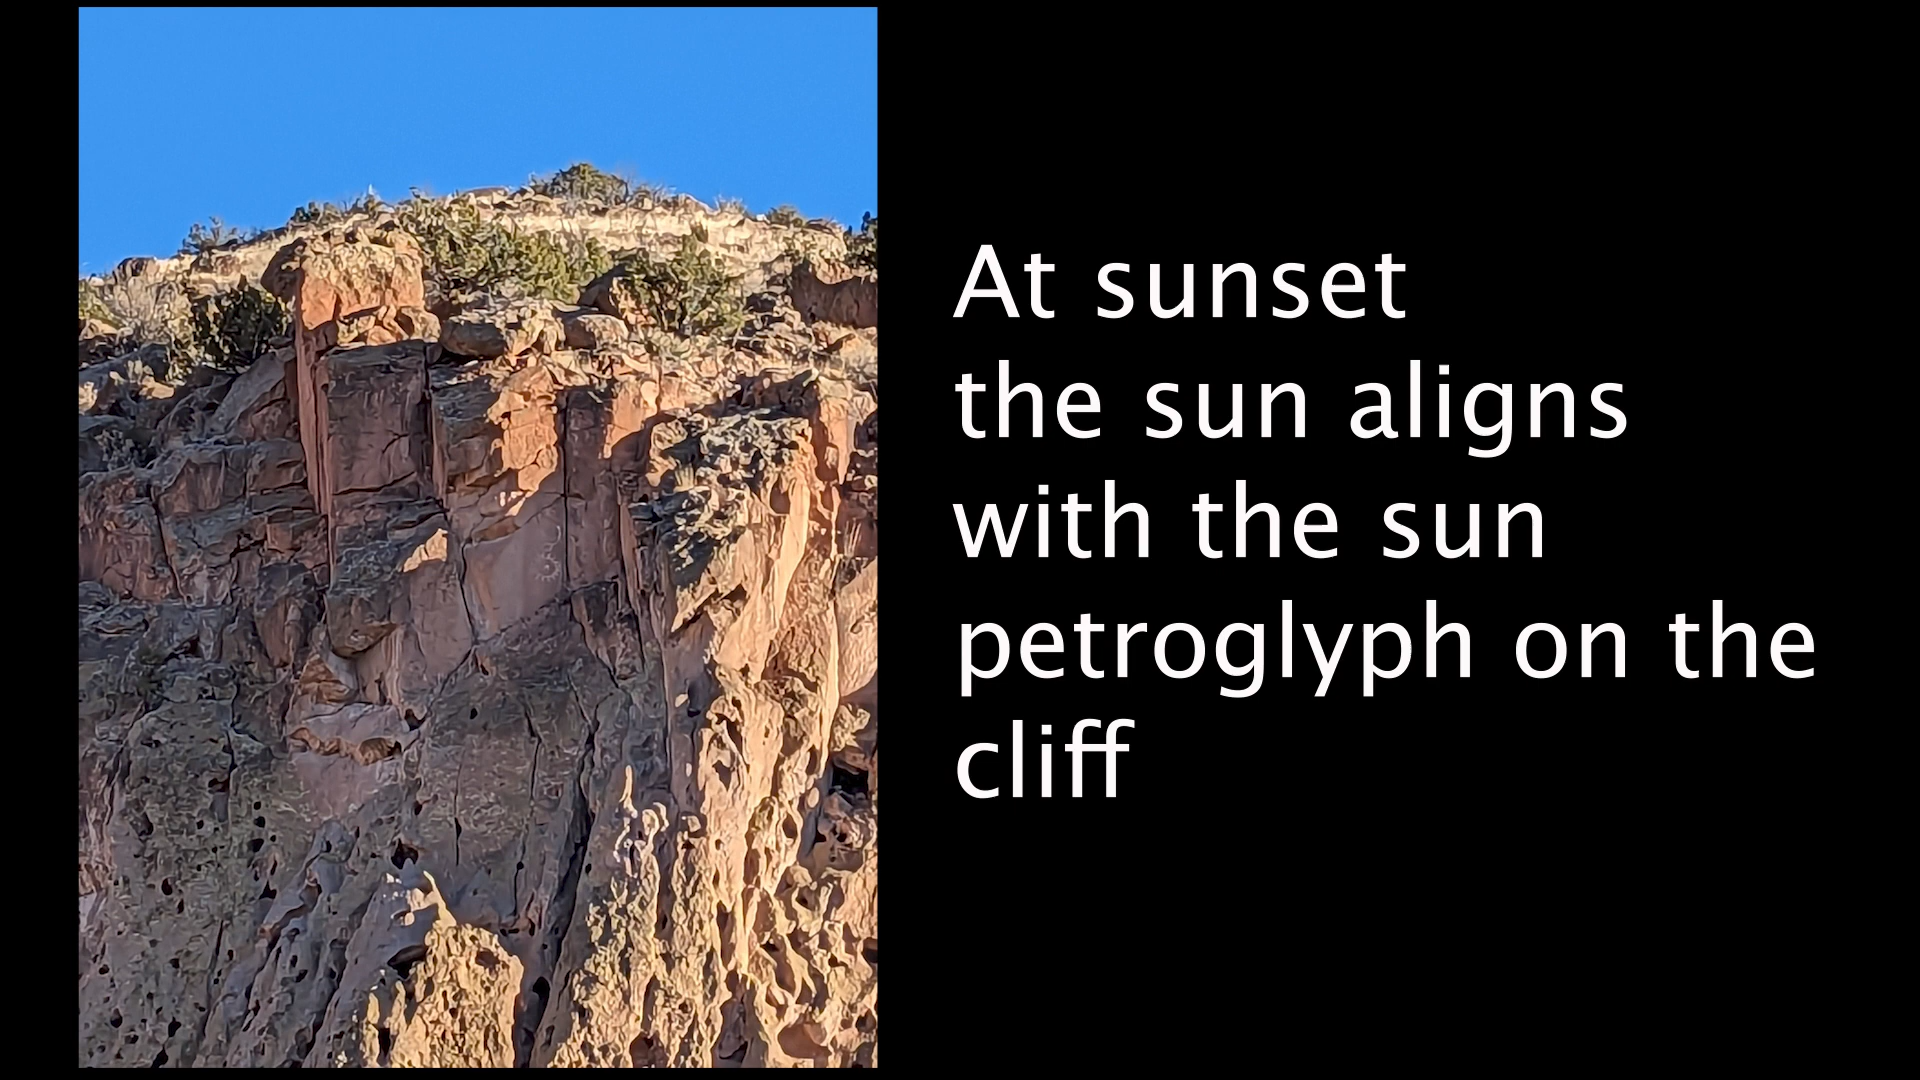 At sunset
the sun aligns
with the sun
petroglyph on the
cliff